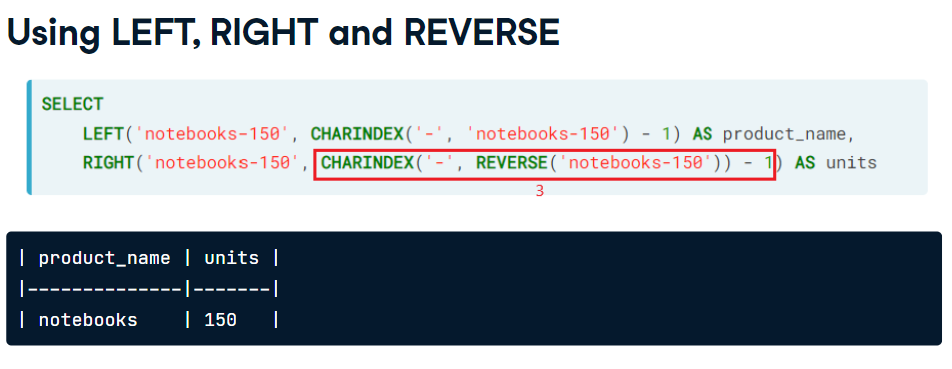 Using LEFT, RIGHT and REVERSE
SELECT
LEFT('notebooks-150', CHARINDEX('-', 'notebooks-150') - 1) AS product_name,
RIGHT('notebooks-150', CHARINDEX('-', REVERSE('notebooks-150')) - 1) AS units
3
| product_name | units |
|--------------|-------|
| notebooks    | 150   |